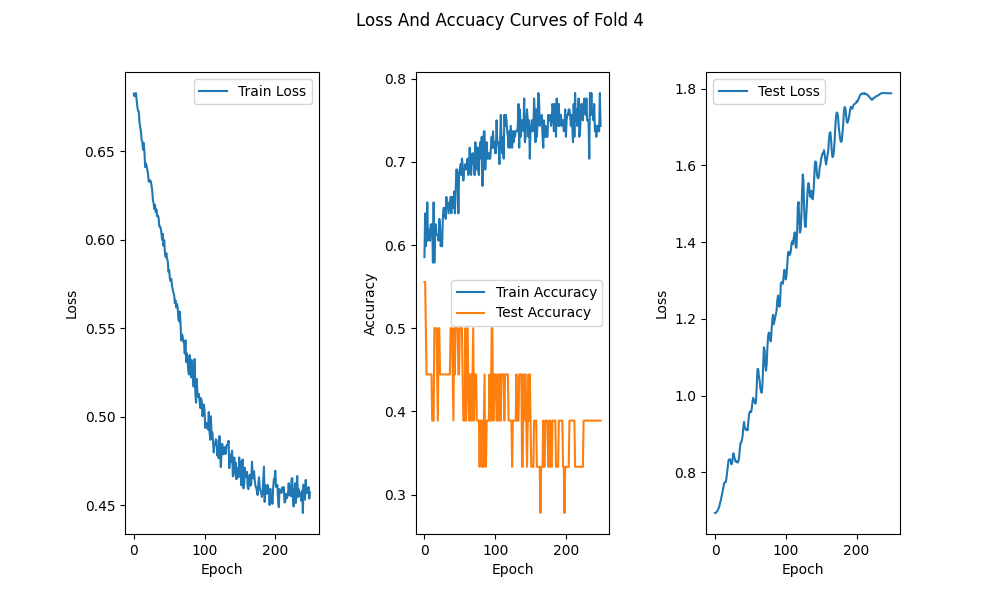 Loss And Accuacy Curves of Fold 4
Train Loss
0.65
0.60
0.55
0.50
0.45
Loss
0 100 200
Epoch
0.8
0.7
0.6
0.5
0.4
0.3
Accuracy
Train Accuracy
Test Accuracy
0 100 200
Epoch
Test Loss
1.8
1.6
1.4
1.2
1.0
0.8
Loss
0 100 200
Epoch